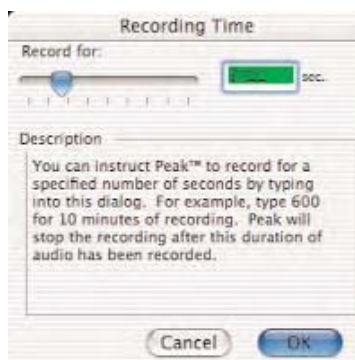 Recording Time
Record for:
sec.
Description
You can instruct Peak™ to record for a
specified number of seconds by typing
into this dialog. For example, type 600
for 10 minutes of recording. Peak will
stop the recording after this duration of
audio has been recorded.
Cancel
OK